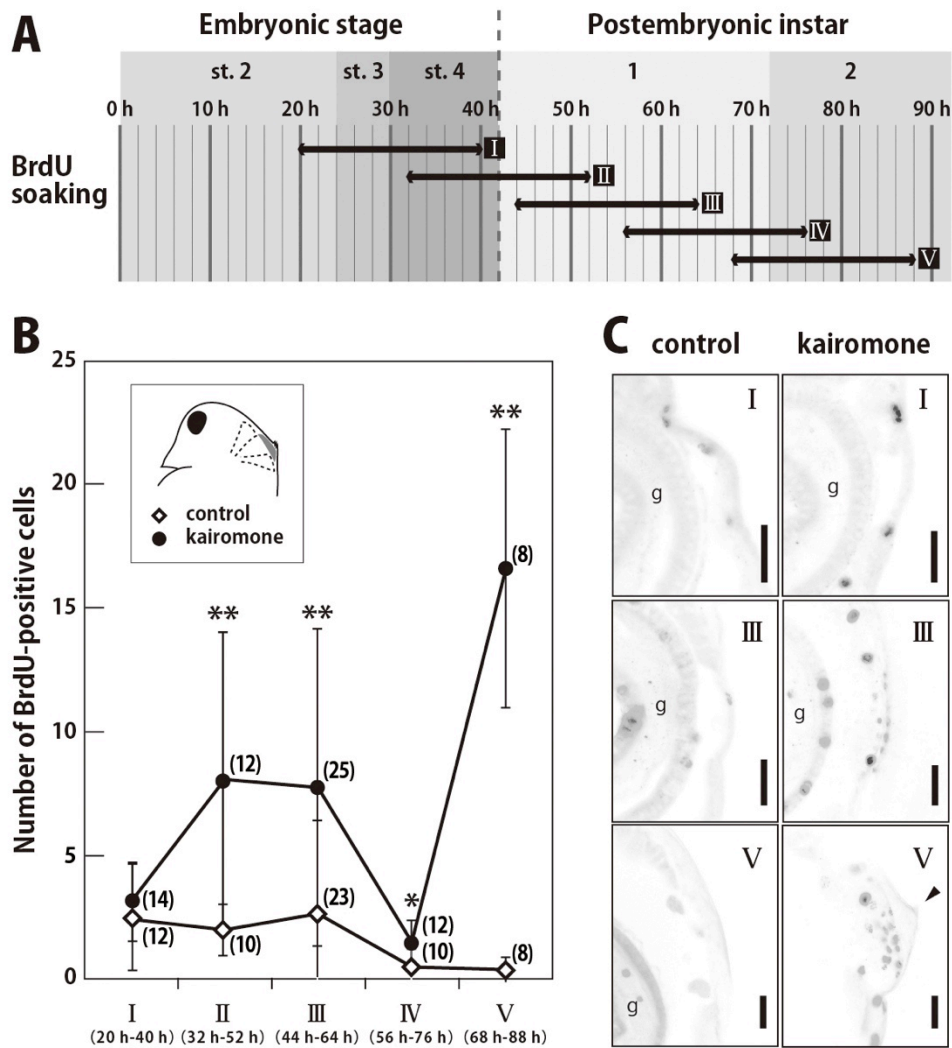 A
Embryonic stage Postembryonic instar
st. 2 st. 3 st. 4 1 2
0 h 10 h 20 h 30 h 40 h 50 h 60 h 70 h 80 h 90 h
BrdU
soaking
I
II
III
IV
V
B
Number of BrdU-positive cells
25
20
15
10
5
0
control
kairomone
**
**
*
**
(14)
(12)
(12)
(10)
(25)
(23)
(12)
(10)
(8)
(8)
I II III IV V
(20 h-40 h) (32 h-52 h) (44 h-64 h) (56 h-76 h) (68 h-88 h)
C
control kairomone
I I
g g
III III
g g
V V
g